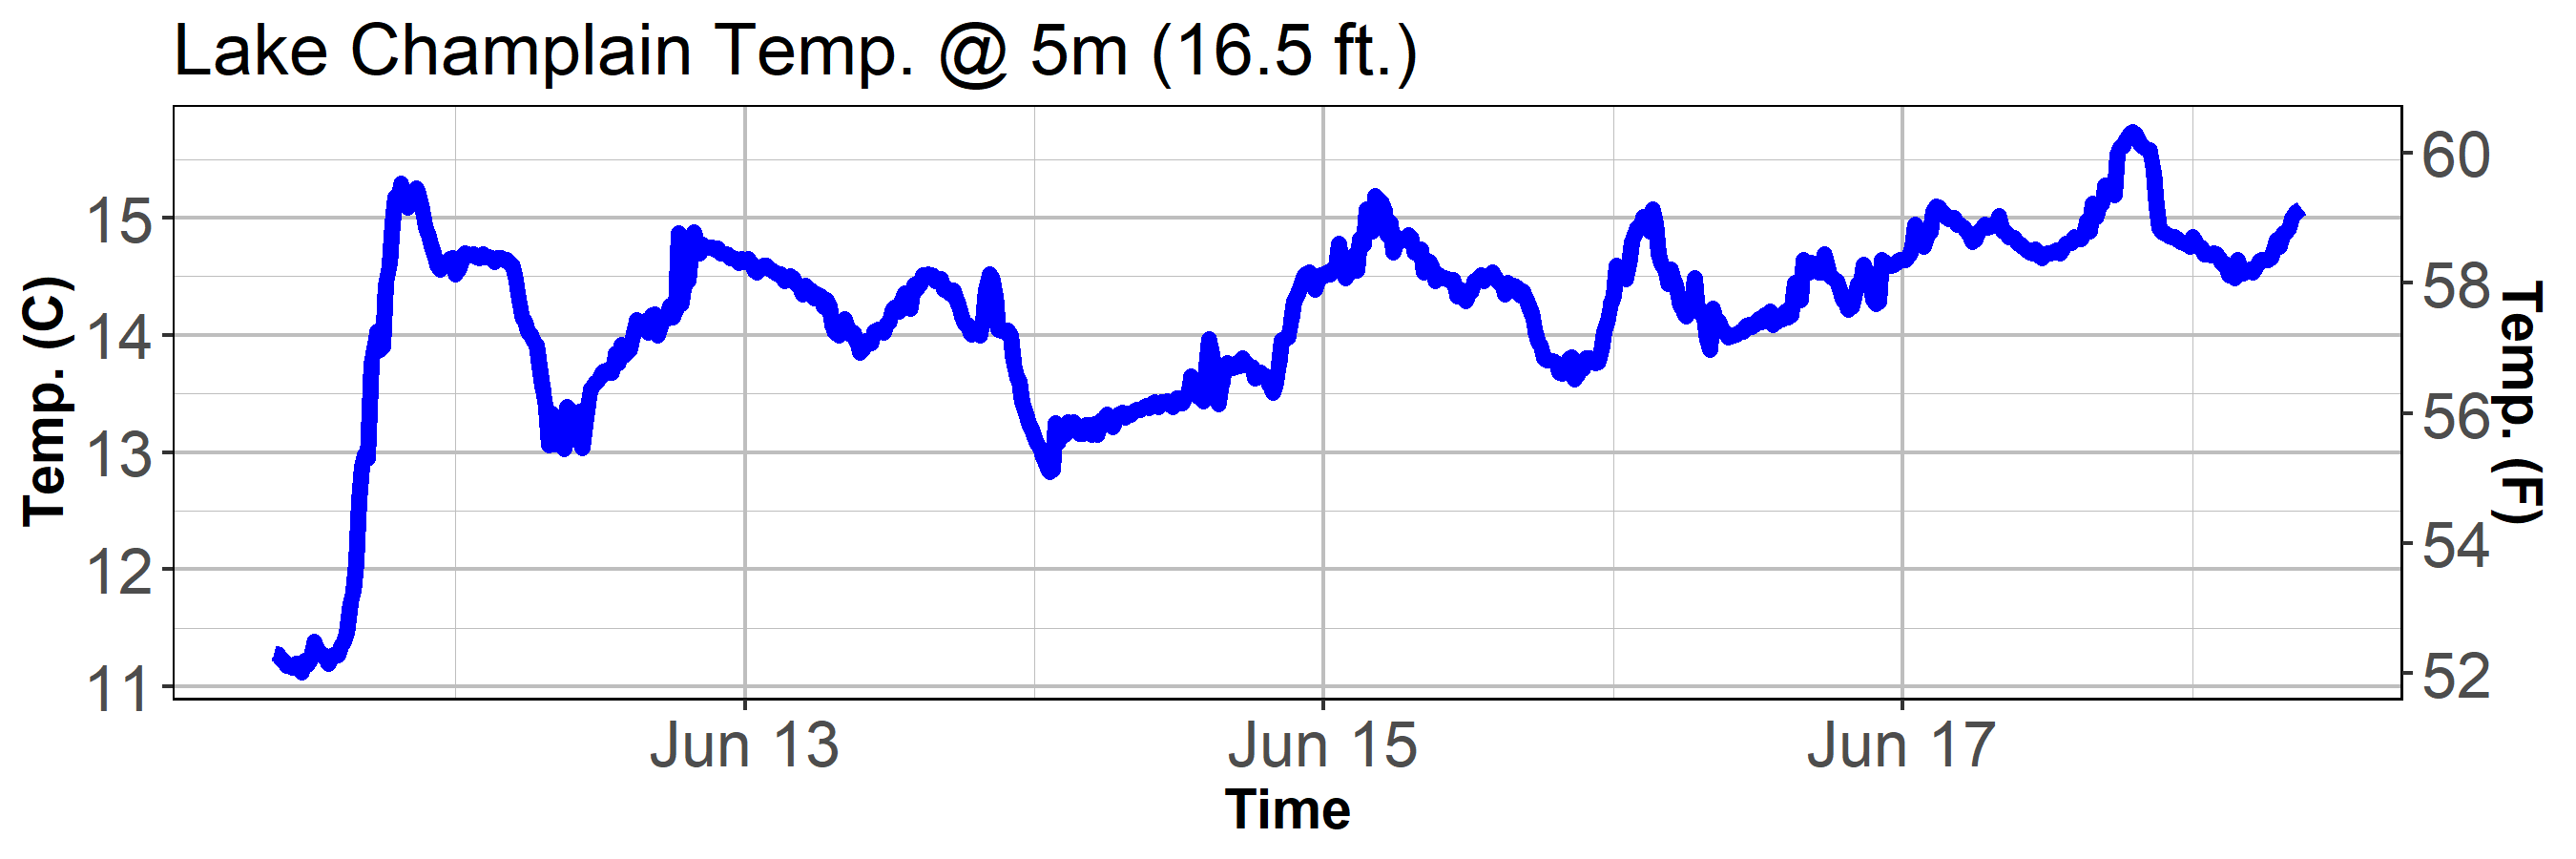 Lake Champlain Temp. @ 5m (16.5 ft.)
Temp. (C)
15
14
13
12
11
60
58
56
54
52
Temp. (F)
Jun 13
Jun 15
Jun 17
Time